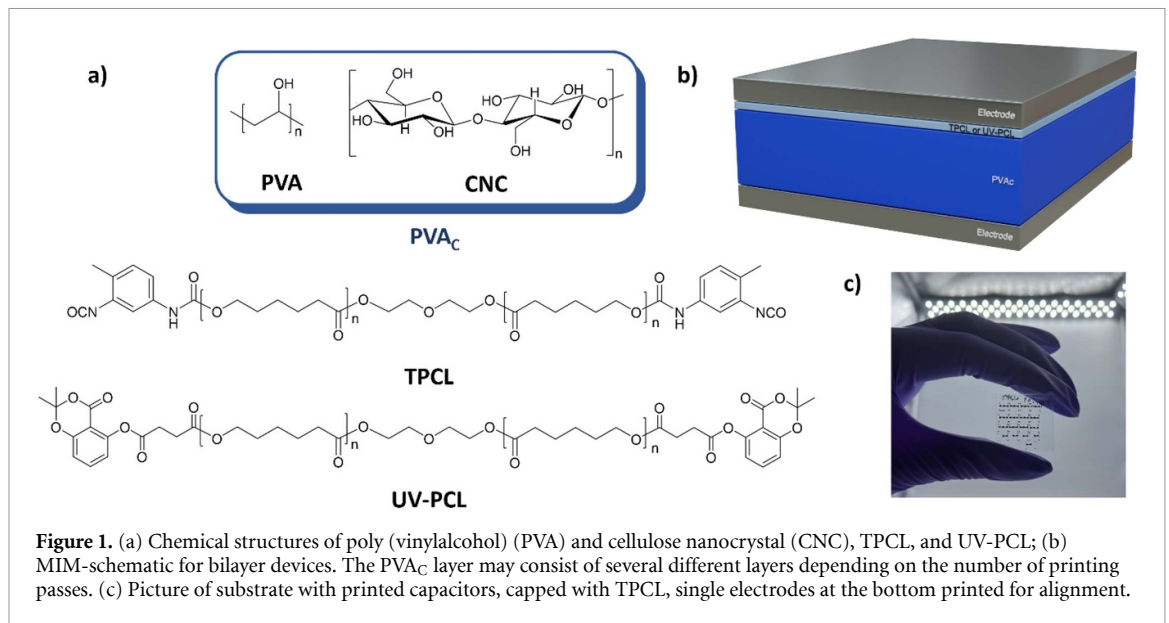 a)
OH
n
PVA
OH
O
HO
OH
H
O
HO
H
OH
O
O
OH
n
CNC
PVAC
b)
Electrode
TPCL or UV-PCL
PVAc
Electrode
OCN
N
H
O
O
O
n
O
O
O
O
O
n
O
N
H
NCO
TPCL
O
O
O
O
O
O
O
O
n
O
O
O
O
O
n
O
O
O
O
O
O
UV-PCL
c)
Figure 1. (a) Chemical structures of poly (vinylalcohol) (PVA) and cellulose nanocrystal (CNC), TPCL, and UV-PCL; (b)
MIM-schematic for bilayer devices. The PVAC layer may consist of several different layers depending on the number of printing
passes. (c) Picture of substrate with printed capacitors, capped with TPCL, single electrodes at the bottom printed for alignment.